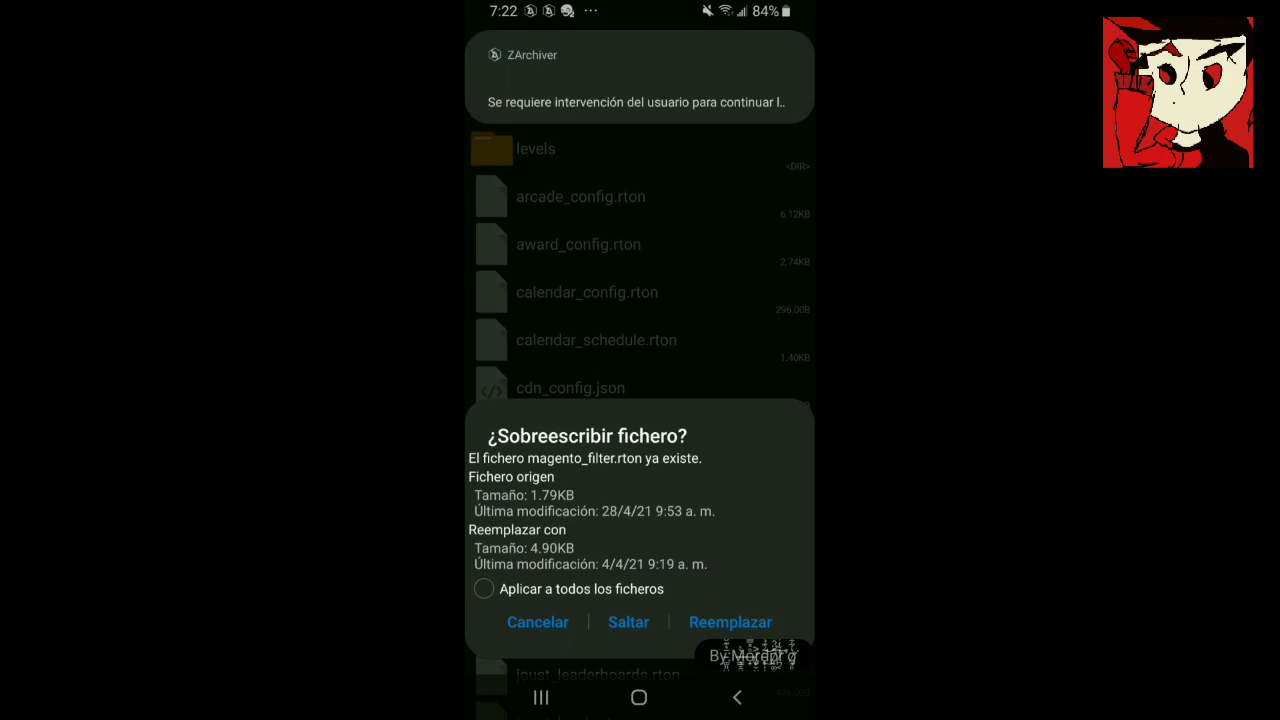 7:22
84%
ZArchiver
Se requiere intervención del usuario para continuar l..
levels
<DIR>
arcade_config.rton
6,12KB
award_config.rton
2,74KB
calendar_config.rton
296,00B
calendar_schedule.rton
1,40KB
cdn_config.json
¿Sobreescribir fichero?
El fichero magento_filter.rton ya existe.
Fichero origen
Tamaño: 1.79KB
Última modificación: 28/4/21 9:53 a. m.
Reemplazar con
Tamaño: 4.90KB
Última modificación: 4/4/21 9:19 a. m.
Aplicar a todos los ficheros
Cancelar
Saltar
Reemplazar
By
joust_leaderboards.rton